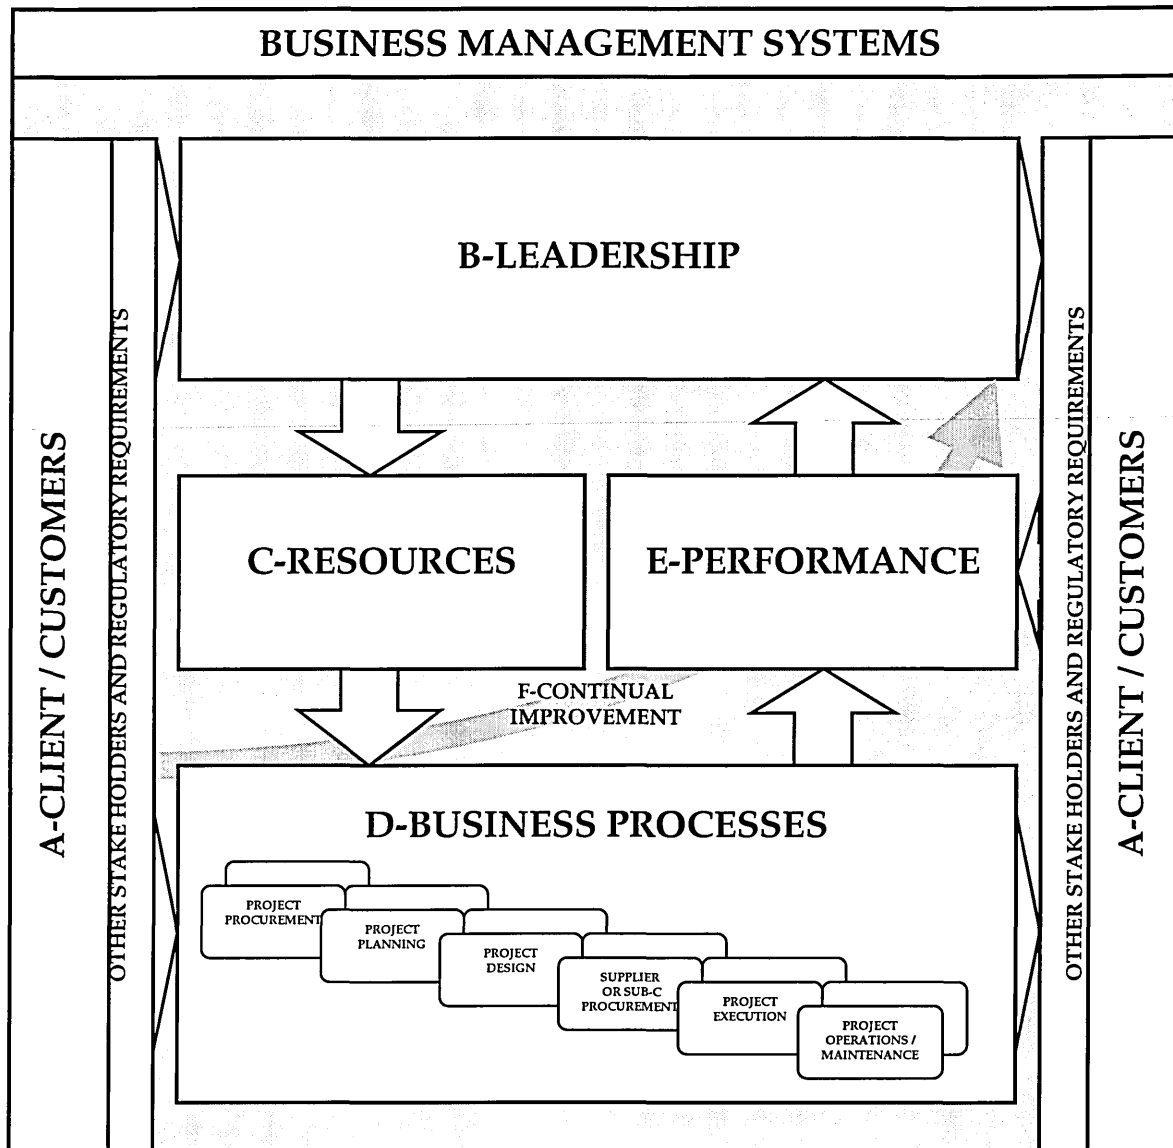 BUSINESS MANAGEMENT SYSTEMS
A-CLIENT / CUSTOMERS
OTHER STAKE HOLDERS AND REGULATORY REQUIREMENTS
B-LEADERSHIP
C-RESOURCES
E-PERFORMANCE
F-CONTINUAL
IMPROVEMENT
D-BUSINESS PROCESSES
PROJECT
PROCUREMENT
PROJECT
PLANNING
PROJECT
DESIGN
SUPPLIER
OR SUB-C
PROCUREMENT
PROJECT
EXECUTION
PROJECT
OPERATIONS /
MAINTENANCE
OTHER STAKE HOLDERS AND REGULATORY REQUIREMENTS
A-CLIENT / CUSTOMERS